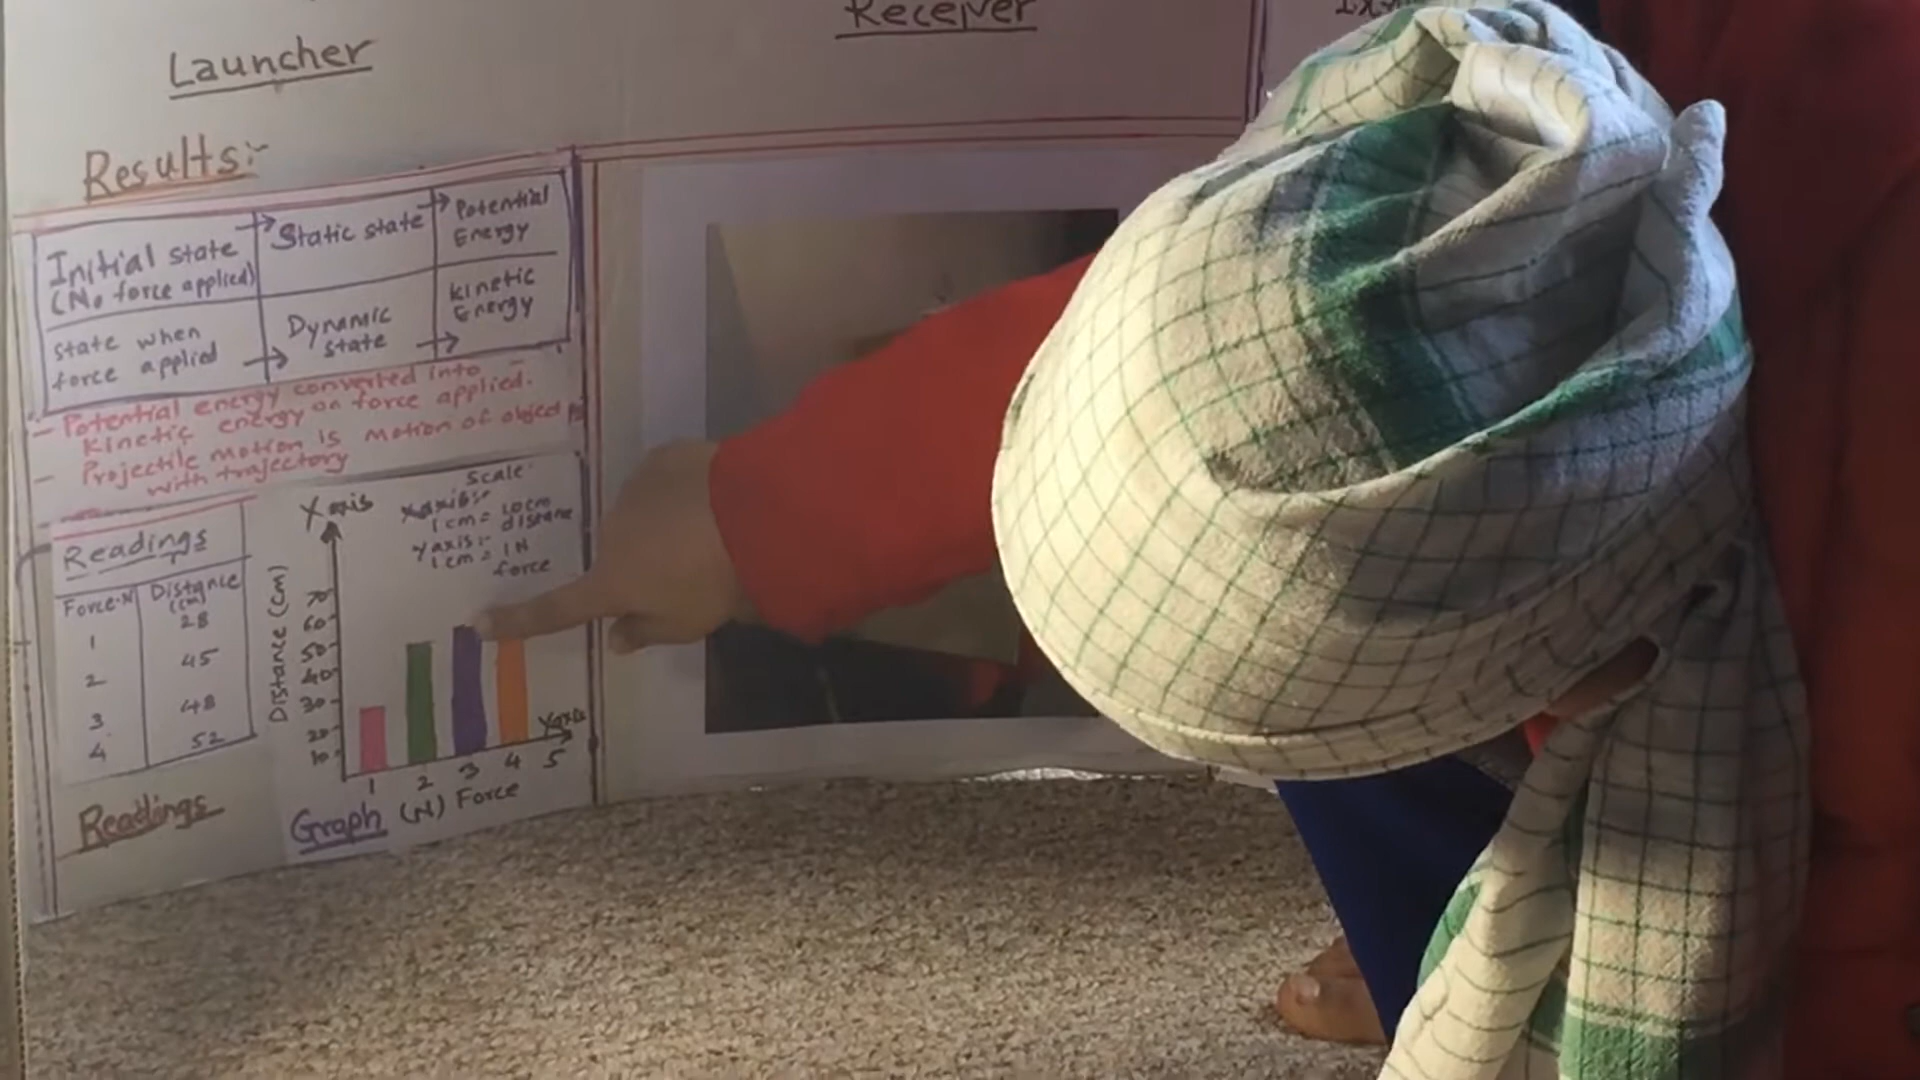 Receiver
Launcher
Results:-
Initial state
(No force applied)
Static state
Potential
Energy
state when
force applied
Dynamic
state
Kinetic
Energy
- Potential energy converted into
Kinetic energy on force applied.
- Projectile motion is motion of object
with trajectory
Readings
Force-N
Distance
(cm)
1
28
2
45
3
48
4
52
Readings
X axis
Scale
X axis:-
1 cm = 10 cm
distance
Y axis:-
1 cm = 1 N
force
Distance (cm)
70
60
50
40
30
20
10
1
2
3
4
5
Graph
(N) Force